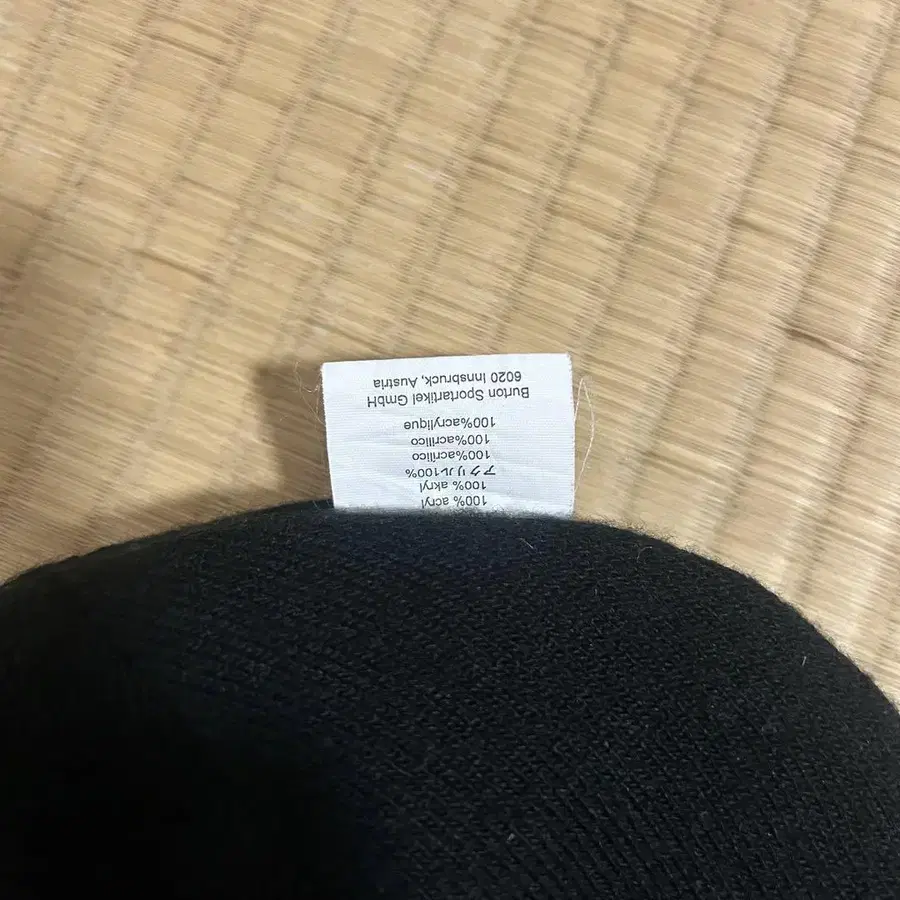 100% acryl
100% akryl
アクリル100%
100%acrílico
100%acrilico
100%acrylique
Burton Sportartikel GmbH
6020 Innsbruck, Austria